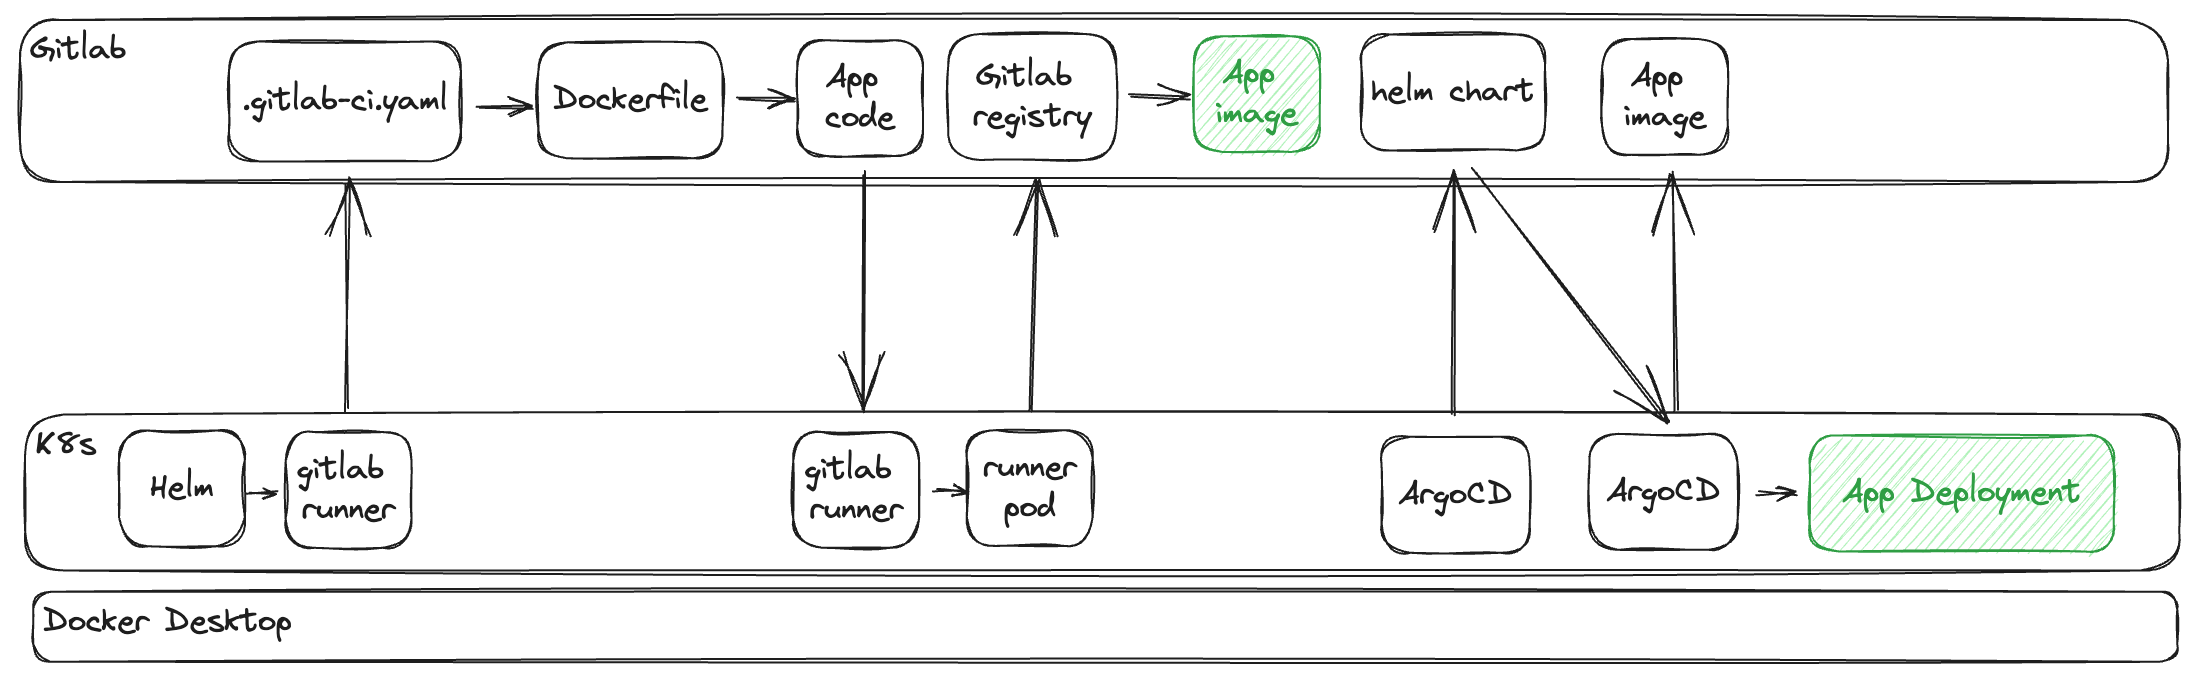 Gitlab
.gitlab-ci.yaml
Dockerfile
App
code
Gitlab
registry
App
image
helm chart
App
image
K8s
Helm
gitlab
runner
gitlab
runner
runner
pod
ArgoCD
ArgoCD
App Deployment
Docker Desktop